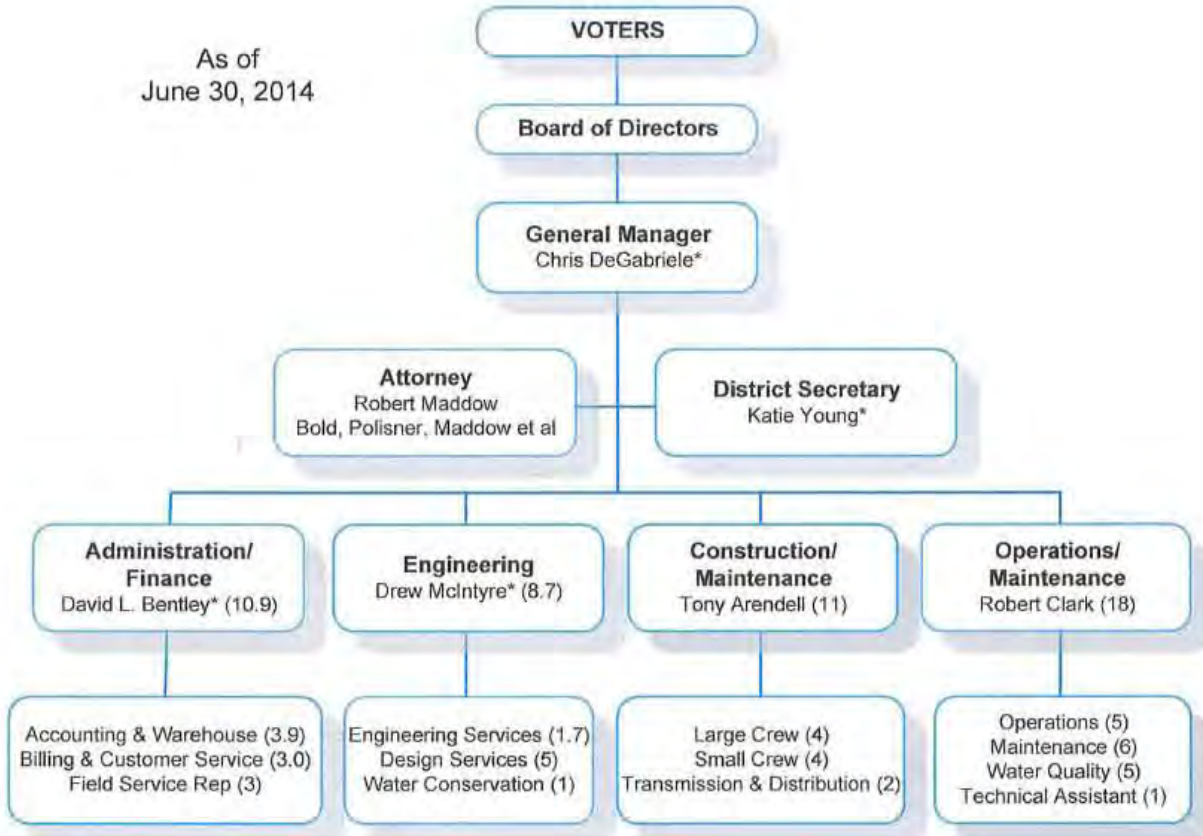 As of
June 30, 2014
VOTERS
Board of Directors
General Manager
Chris DeGabriele*
Attorney
Robert Maddow
Bold, Polisner, Maddow et al
District Secretary
Katie Young*
Administration/
Finance
David L. Bentley* (10.9)
Engineering
Drew McIntyre* (8.7)
Construction/
Maintenance
Tony Arendell (11)
Operations/
Maintenance
Robert Clark (18)
Accounting & Warehouse (3.9)
Billing & Customer Service (3.0)
Field Service Rep (3)
Engineering Services (1.7)
Design Services (5)
Water Conservation (1)
Large Crew (4)
Small Crew (4)
Transmission & Distribution (2)
Operations (5)
Maintenance (6)
Water Quality (5)
Technical Assistant (1)